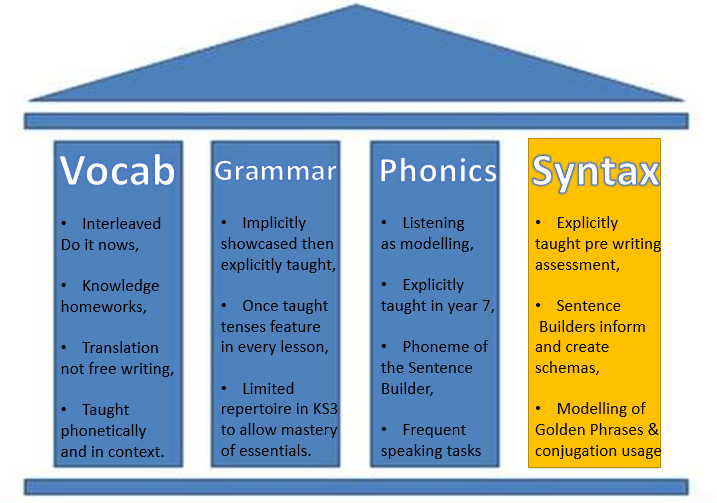 Vocab
• Interleaved
Do it nows,
• Knowledge
homeworks,
• Translation
not free writing,
• Taught
phonetically
and in context.
Grammar
• Implicitly
showcased then
explicitly taught,
• Once taught
tenses feature
in every lesson,
• Limited
repertoire in KS3
to allow mastery
of essentials.
Phonics
• Listening
as modelling,
• Explicitly
taught in year 7,
• Phoneme of
the Sentence
Builder,
• Frequent
speaking tasks
Syntax
• Explicitly
taught pre writing
assessment,
• Sentence
Builders inform
and create
schemas,
• Modelling of
Golden Phrases &
conjugation usage